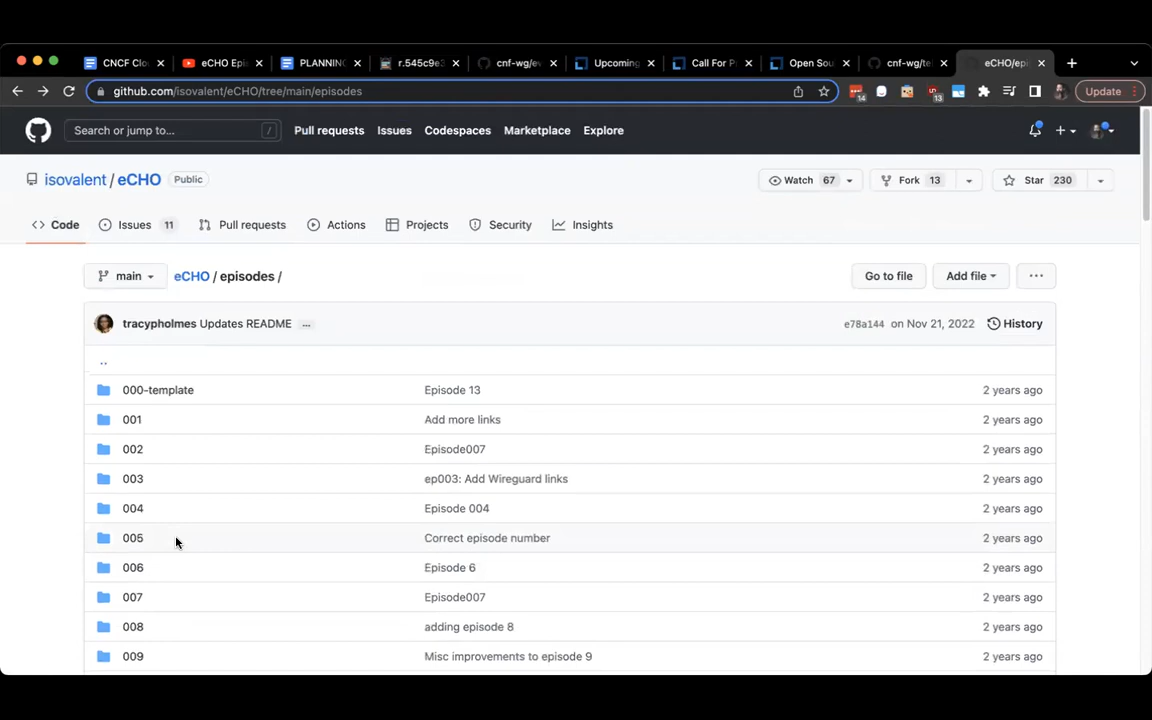 CNCF Clo
eCHO Epi
PLANNING
r.545c9e3
cnf-wg/ev
Upcoming
Call For P
Open Sou
cnf-wg/te
eCHO/epi
github.com/isovalent/eCHO/tree/main/episodes
14
13
Update
Search or jump to...
/
Pull requests
Issues
Codespaces
Marketplace
Explore
isovalent / eCHO
Public
Watch 67
Fork 13
Star 230
Code
Issues 11
Pull requests
Actions
Projects
Security
Insights
main
eCHO / episodes /
Go to file
Add file
...
tracypholmes Updates README ...
e78a144 on Nov 21, 2022
History
..
000-template Episode 13 2 years ago
001 Add more links 2 years ago
002 Episode007 2 years ago
003 ep003: Add Wireguard links 2 years ago
004 Episode 004 2 years ago
005 Correct episode number 2 years ago
006 Episode 6 2 years ago
007 Episode007 2 years ago
008 adding episode 8 2 years ago
009 Misc improvements to episode 9 2 years ago